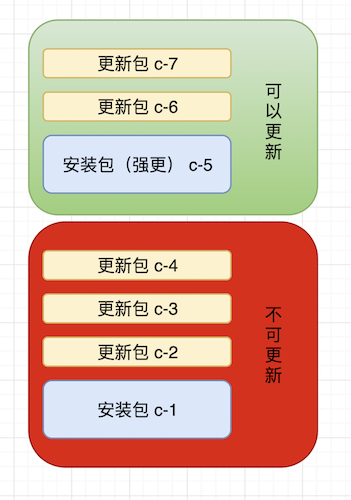 更新包 c-7
更新包 c-6
安装包（强更） c-5
可以更新
更新包 c-4
更新包 c-3
更新包 c-2
安装包 c-1
不可更新